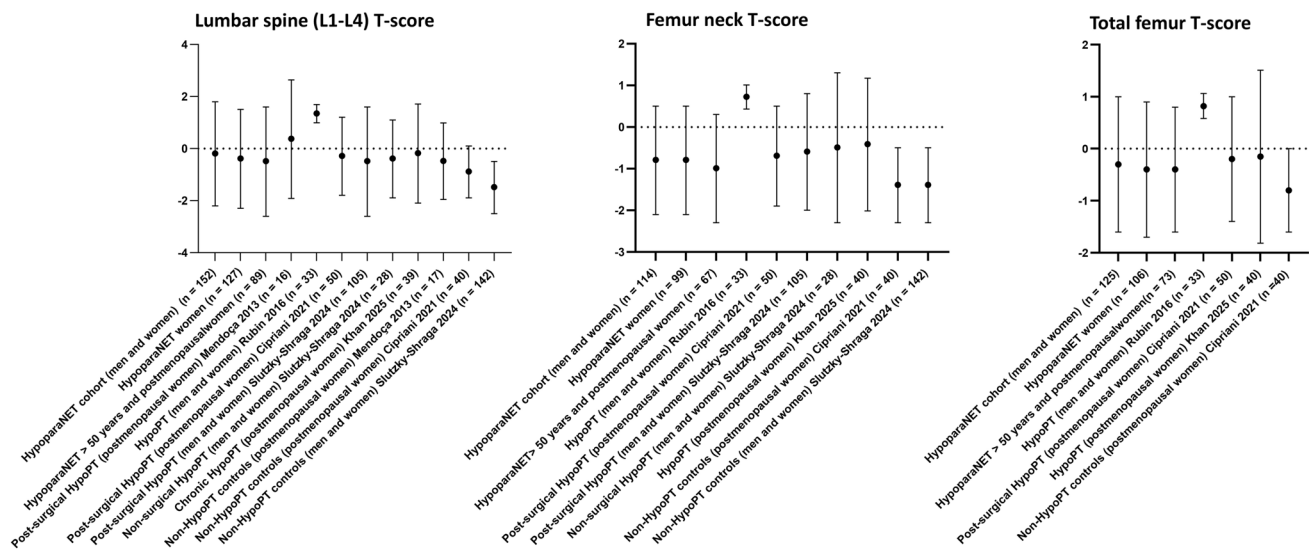 Lumbar spine (L1-L4) T-score
4
2
0
-2
-4
HypoparaNET cohort (men and women) (n = 152)
HypoparaNET women (n = 127)
HypoparaNET > 50 years and postmenopausalwomen (n = 89)
Post-surgical HypoPT (postmenopausal women) Mendoça 2013 (n = 16)
HypoPT (men and women) Rubin 2016 (n = 33)
Post-surgical HypoPT (postmenopausal women) Cipriani 2021 (n = 50)
Post-surgical HypoPT (men and women) Slutzky-Shraga 2024 (n = 105)
Non-surgical HypoPT (men and women) Slutzky-Shraga 2024 (n = 28)
Chronic HypoPT (postmenopausal women) Khan 2025 (n = 39)
Non-HypoPT controls (postmenopausal women) Mendoça 2013 (n = 17)
Non-HypoPT controls (postmenopausal women) Cipriani 2021 (n = 40)
Non-HypoPT controls (men and women) Slutzky-Shraga 2024 (n = 142)
Femur neck T-score
2
1
0
-1
-2
-3
HypoparaNET cohort (men and women) (n = 114)
HypoparaNET women (n = 99)
HypoparaNET> 50 years and postmenopausal women (n = 67)
HypoPT (men and women) Rubin 2016 (n = 33)
Post-surgical HypoPT (postmenopausal women) Cipriani 2021 (n = 50)
Post-surgical HypoPT (men and women) Slutzky-Shraga 2024 (n = 105)
Non-surgical HypoPT (men and women) Slutzky-Shraga 2024 (n = 28)
HypoPT (postmenopausal women) Khan 2025 (n = 40)
Non-HypoPT controls (postmenopausal women) Cipriani 2021 (n = 40)
Non-HypoPT controls (men and women) Slutzky-Shraga 2024 (n = 142)
Total femur T-score
2
1
0
-1
-2
HypoparaNET cohort (men and women) (n = 125)
HypoparaNET women (n = 106)
HypoparaNET > 50 years and postmenopausalwomen(n = 73)
HypoPT (men and women) Rubin 2016 (n = 33)
Post-surgical HypoPT (postmenopausal women) Cipriani 2021 (n = 50)
HypoPT (postmenopausal women) Khan 2025 (n = 40)
Non-HypoPT controls (postmenopausal women) Cipriani 2021 (n =40)